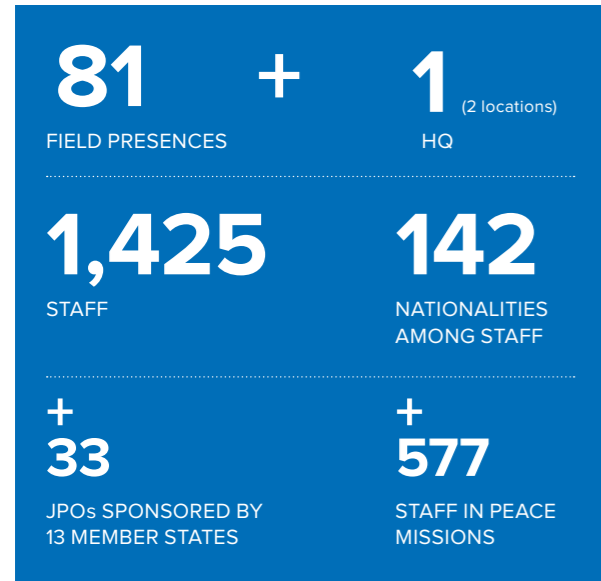 81 + 1 (2 locations)
FIELD PRESENCES HQ
1,425 142
STAFF NATIONALITIES
AMONG STAFF
+ +
33 577
JPOs SPONSORED BY STAFF IN PEACE
13 MEMBER STATES MISSIONS